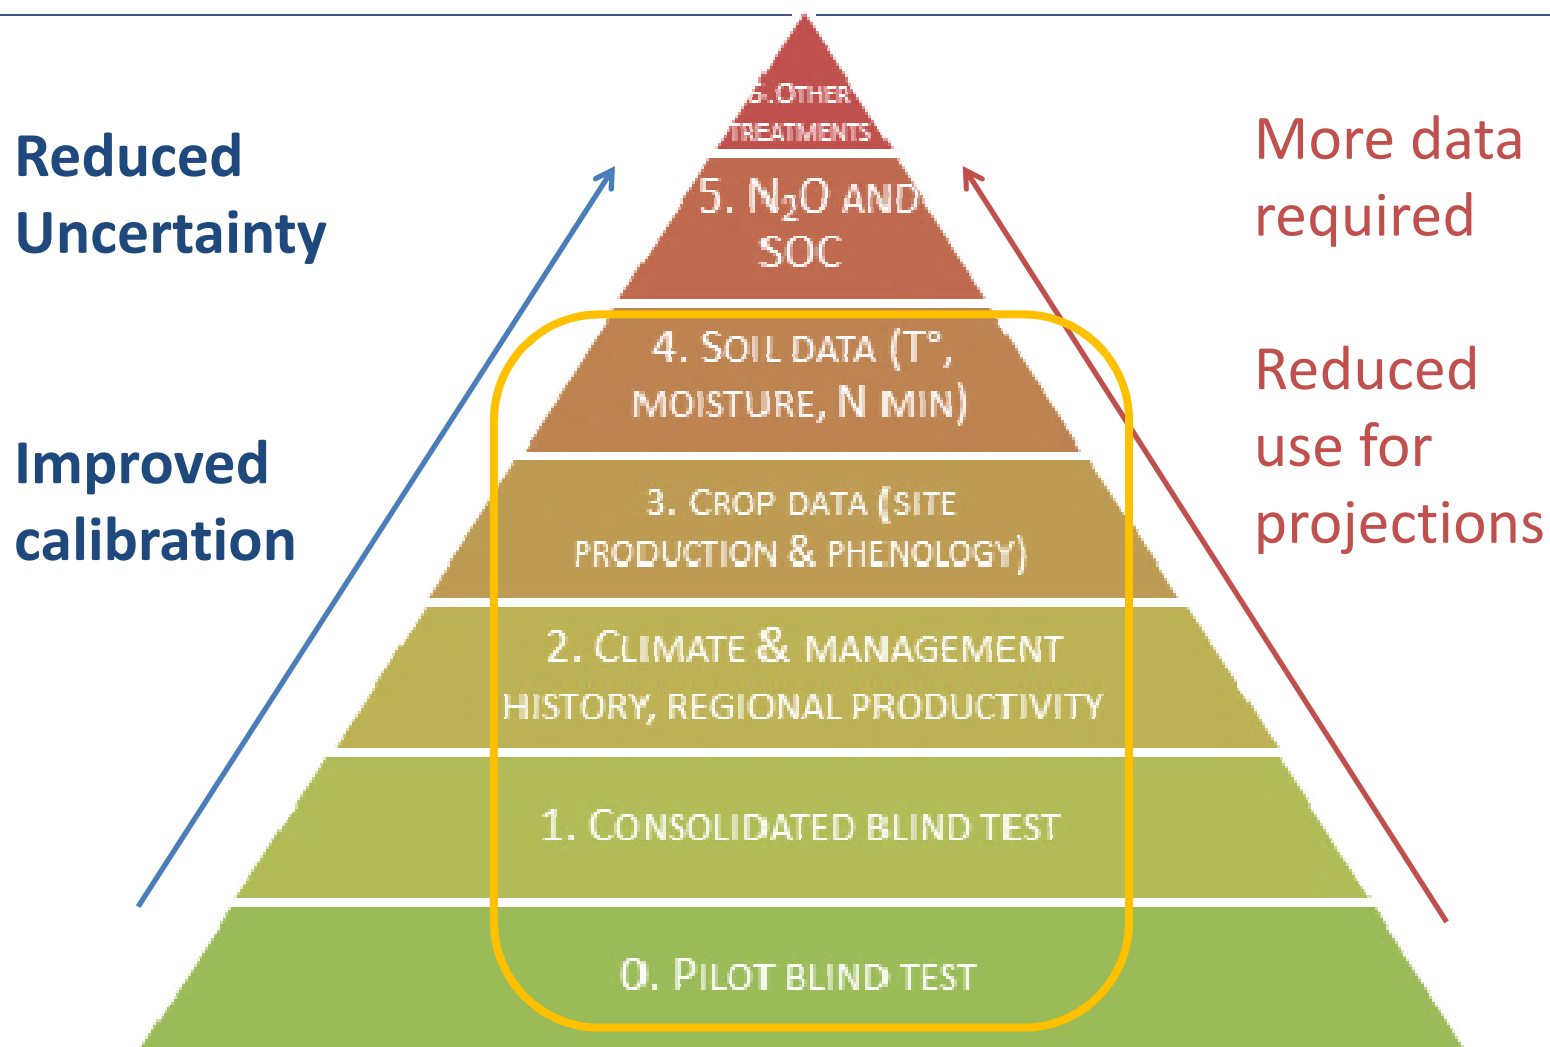 Reduced
Uncertainty
Improved
calibration
6. OTHER
TREATMENTS
5. N₂O AND
SOC
4. SOIL DATA (T°,
MOISTURE, N MIN)
3. CROP DATA (SITE
PRODUCTION & PHENOLOGY)
2. CLIMATE & MANAGEMENT
HISTORY, REGIONAL PRODUCTIVITY
1. CONSOLIDATED BLIND TEST
0. PILOT BLIND TEST
More data
required
Reduced
use for
projections